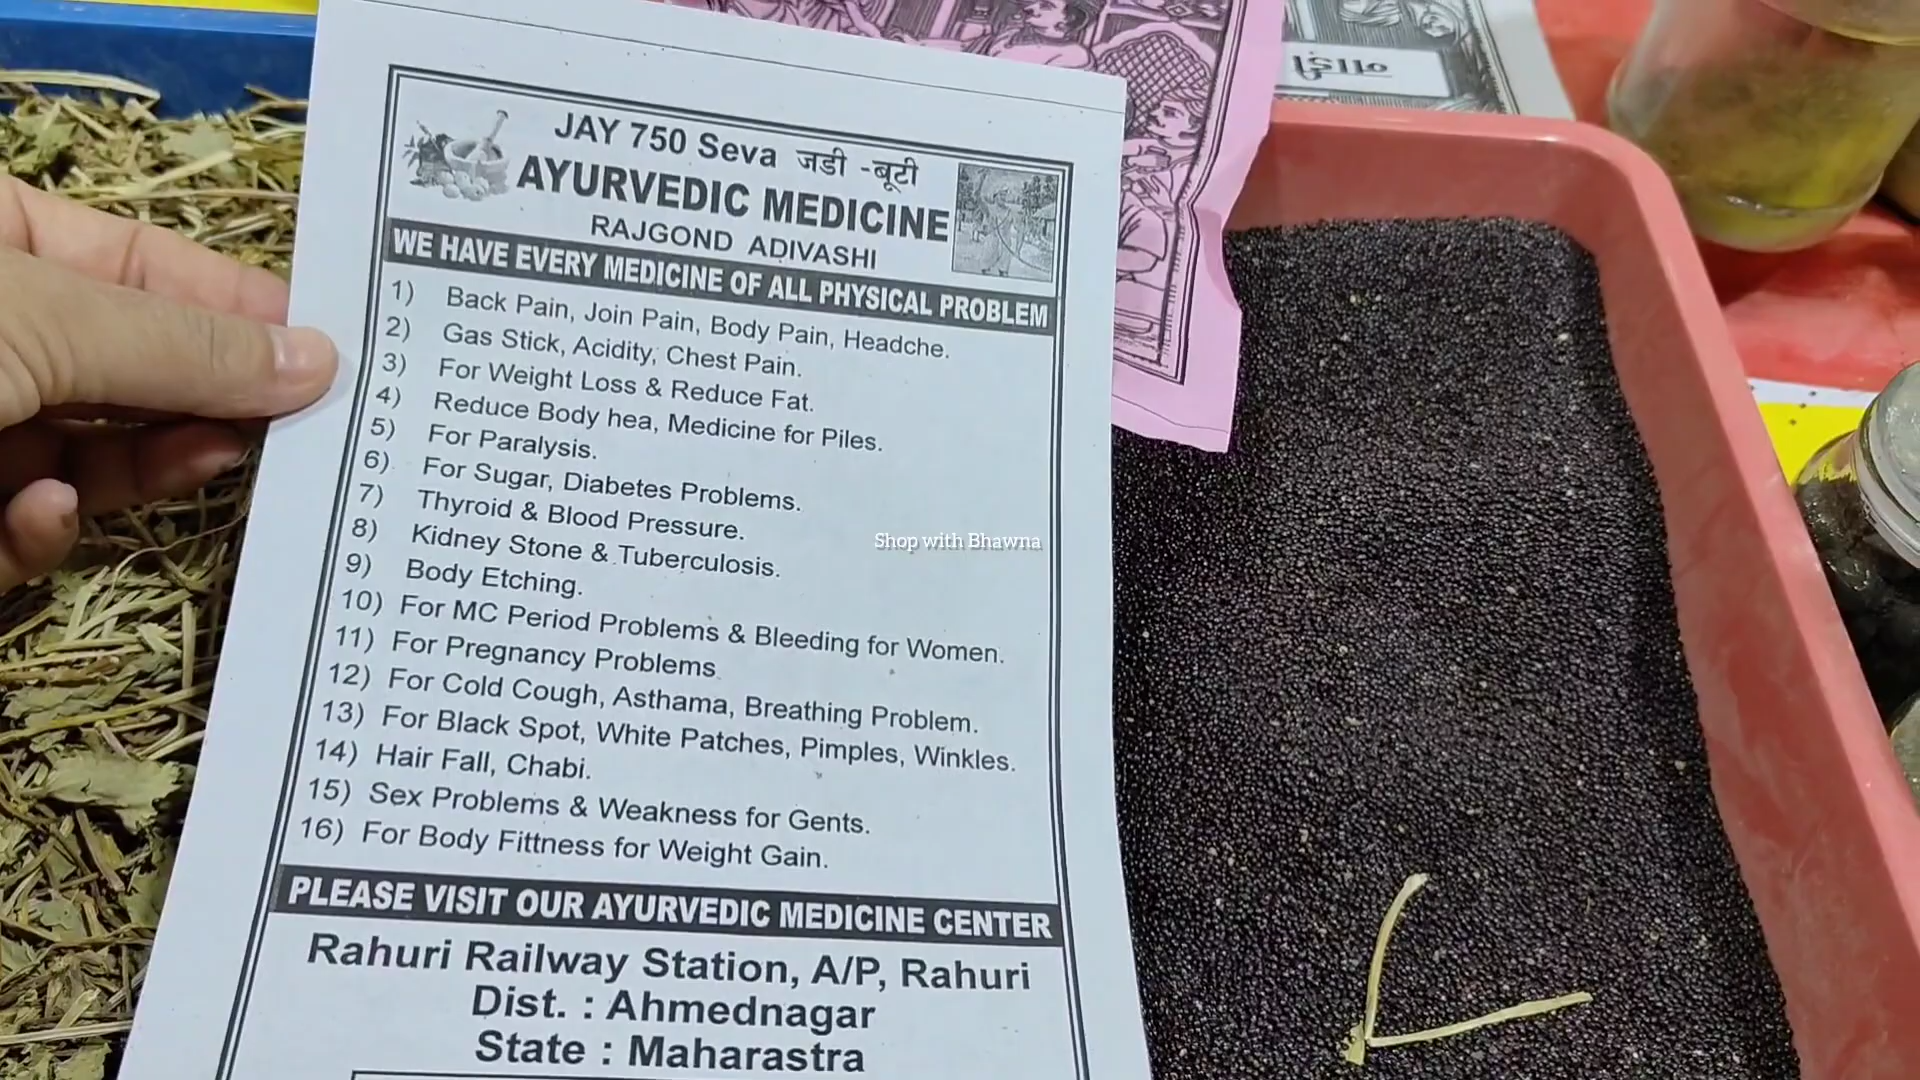 JAY 750 Seva जडी -बूटी
AYURVEDIC MEDICINE
RAJGOND ADIVASHI
WE HAVE EVERY MEDICINE OF ALL PHYSICAL PROBLEM
1) Back Pain, Join Pain, Body Pain, Headche.
2) Gas Stick, Acidity, Chest Pain.
3) For Weight Loss & Reduce Fat.
4) Reduce Body hea, Medicine for Piles.
5) For Paralysis.
6) For Sugar, Diabetes Problems.
7) Thyroid & Blood Pressure.
8) Kidney Stone & Tuberculosis.
9) Body Etching.
10) For MC Period Problems & Bleeding for Women.
11) For Pregnancy Problems
12) For Cold Cough, Asthama, Breathing Problem.
13) For Black Spot, White Patches, Pimples, Winkles.
14) Hair Fall, Chabi.
15) Sex Problems & Weakness for Gents.
16) For Body Fittness for Weight Gain.
PLEASE VISIT OUR AYURVEDIC MEDICINE CENTER
Rahuri Railway Station, A/P, Rahuri
Dist. : Ahmednagar
State : Maharastra
Shop with Bhawna